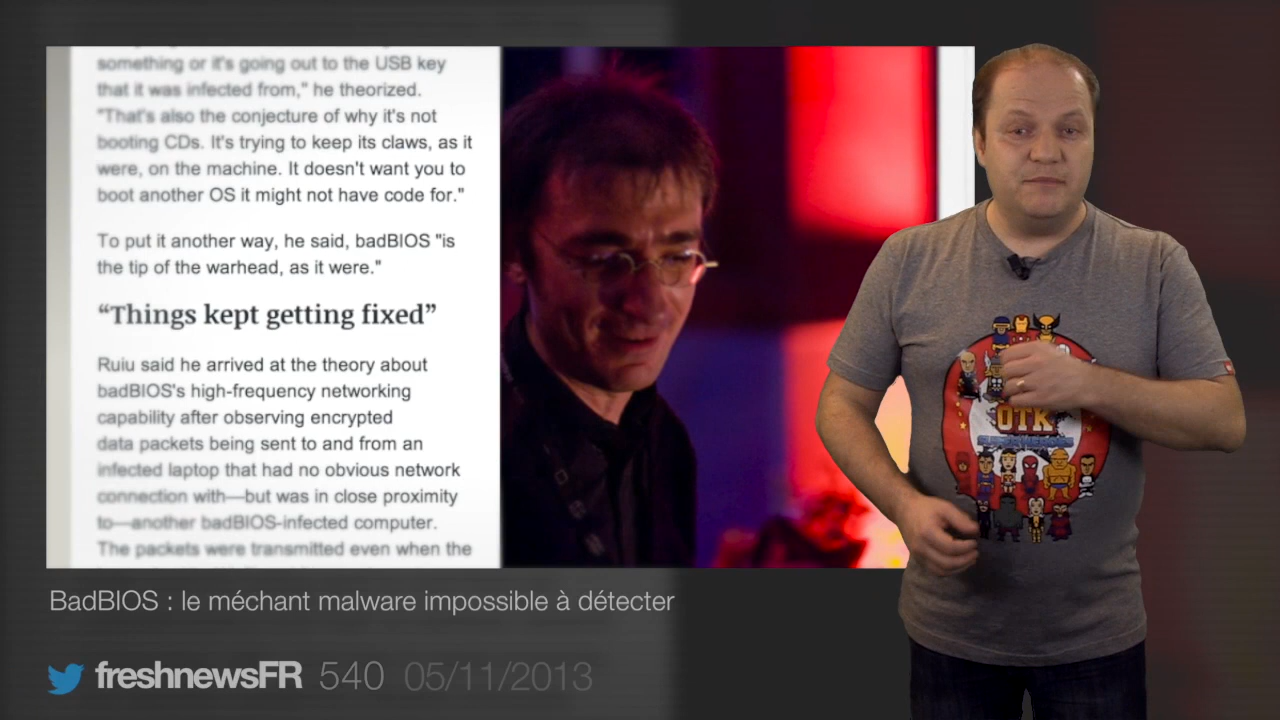 something or it's going out to the USB key
that it was infected from," he theorized.
"That's also the conjecture of why it's not
booting CDs. It's trying to keep its claws, as it
were, on the machine. It doesn't want you to
boot another OS it might not have code for."
To put it another way, he said, badBIOS "is
the tip of the warhead, as it were."
“Things kept getting fixed”
Ruiu said he arrived at the theory about
badBIOS's high-frequency networking
capability after observing encrypted
data packets being sent to and from an
infected laptop that had no obvious network
connection with—but was in close proximity
to—another badBIOS-infected computer.
The packets were transmitted even when the
OTK
BadBIOS : le méchant malware impossible à détecter
freshnewsFR 540 05/11/2013